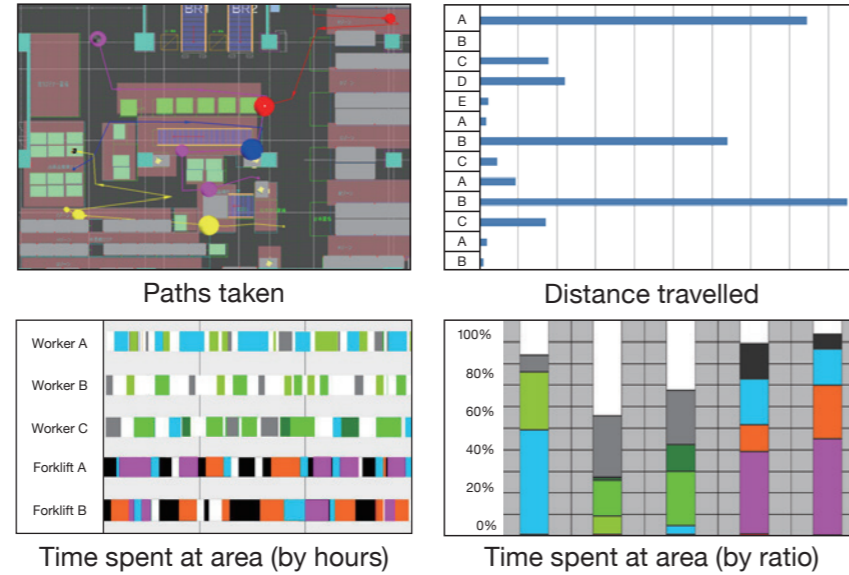 BR1 BR2
Paths taken
A
B
C
D
E
A
B
C
A
B
C
A
B
Distance travelled
Worker A
Worker B
Worker C
Forklift A
Forklift B
Time spent at area (by hours)
100%
80%
60%
40%
20%
0%
Time spent at area (by ratio)